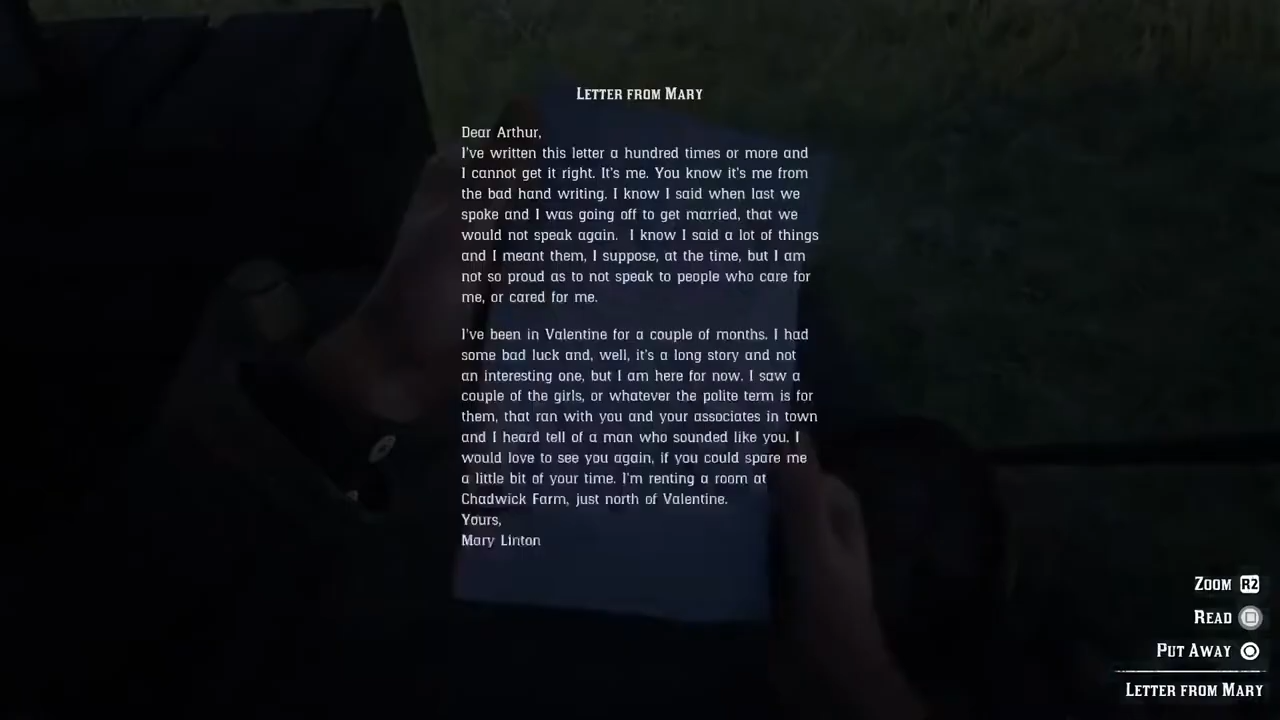 LETTER FROM MARY
Dear Arthur,
I've written this letter a hundred times or more and
I cannot get it right. It's me. You know it's me from
the bad hand writing. I know I said when last we
spoke and I was going off to get married, that we
would not speak again.  I know I said a lot of things
and I meant them, I suppose, at the time, but I am
not so proud as to not speak to people who care for
me, or cared for me.
I've been in Valentine for a couple of months. I had
some bad luck and, well, it's a long story and not
an interesting one, but I am here for now. I saw a
couple of the girls, or whatever the polite term is for
them, that ran with you and your associates in town
and I heard tell of a man who sounded like you. I
would love to see you again, if you could spare me
a little bit of your time. I'm renting a room at
Chadwick Farm, just north of Valentine.
Yours,
Mary Linton
ZOOM R2
READ
PUT AWAY
LETTER FROM MARY